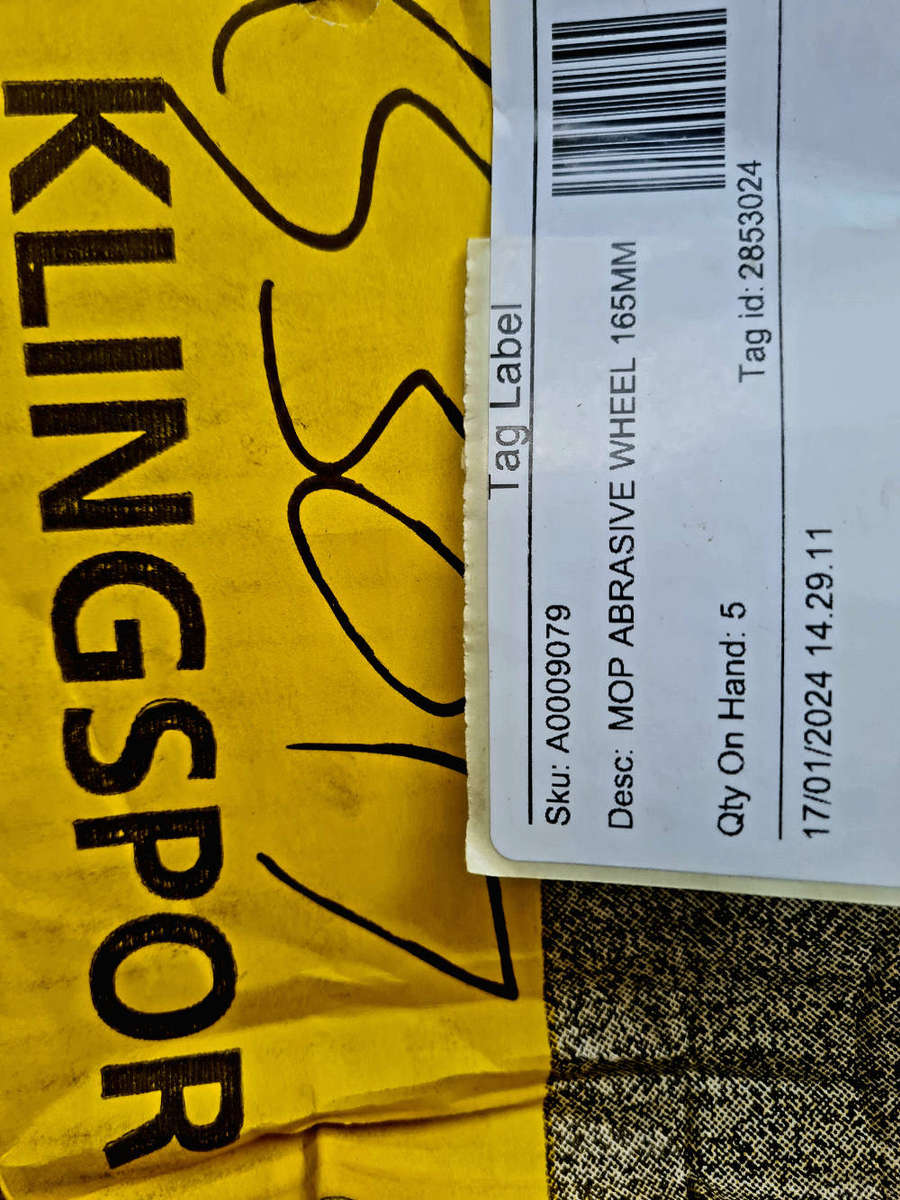 KLINGSPOR
Tag Label
Sku: A0009079
Desc: MOP ABRASIVE WHEEL 165MM
Qty On Hand: 5
Tag id: 2853024
17/01/2024 14.29.11